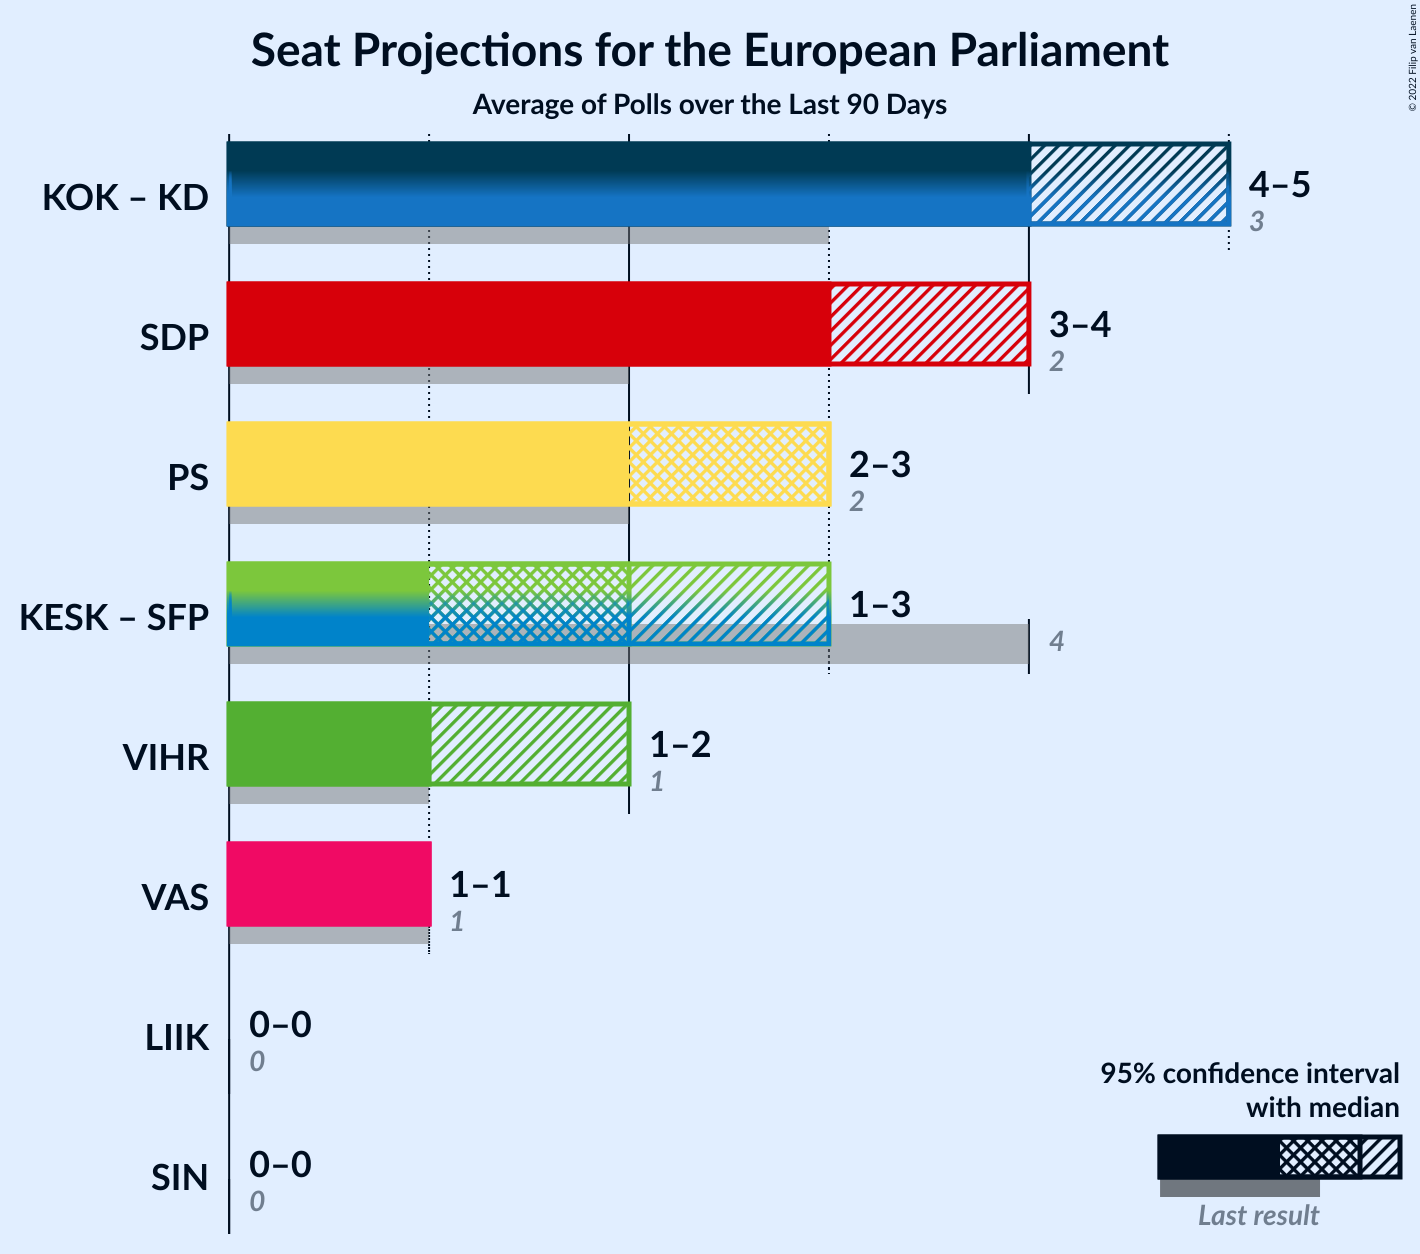 Seat Projections for the European Parliament
Average of Polls over the Last 90 Days
© 2022 Filip van Laenen
KOK – KD
4–5
3
SDP
3–4
2
PS
2–3
2
KESK – SFP
1–3
4
VIHR
1–2
1
VAS
1–1
1
LIIK
0–0
0
SIN
0–0
0
95% confidence interval
with median
Last result